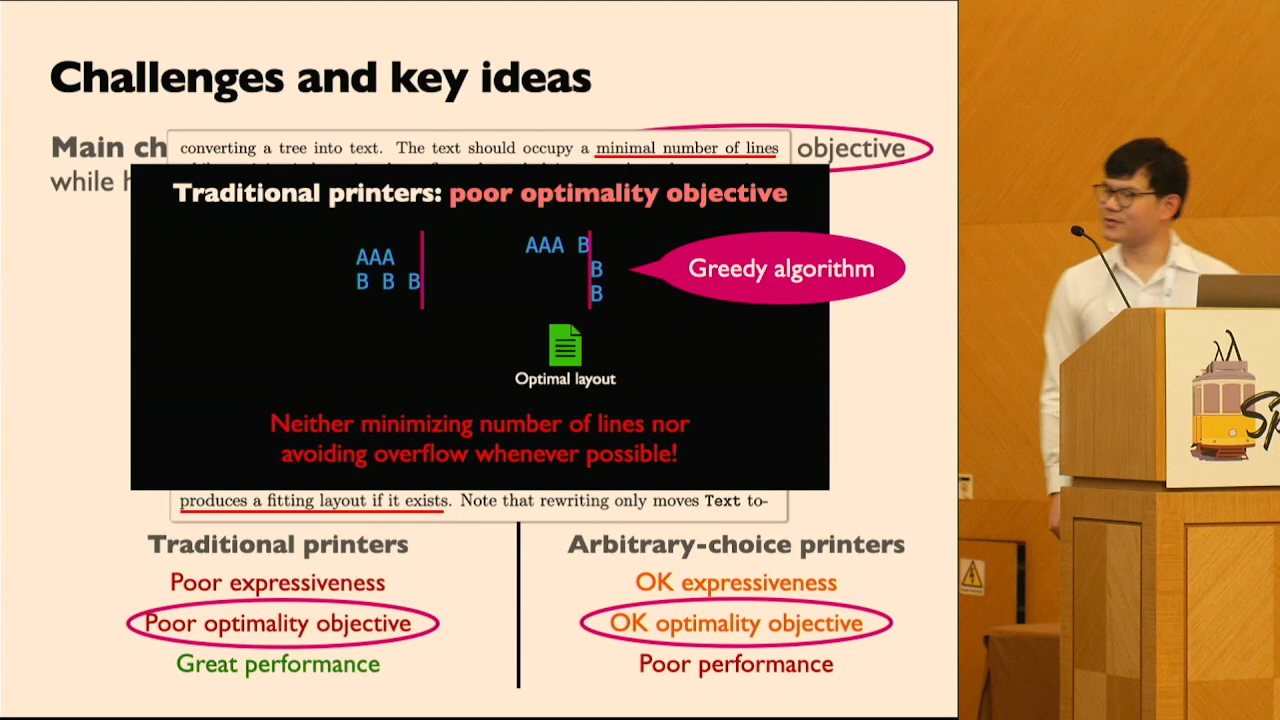 Challenges and key ideas
Main ch
objective
while h
converting a tree into text. The text should occupy a minimal number of lines
Traditional printers: poor optimality objective
AAA
B B B
AAA B
B
B
Greedy algorithm
Optimal layout
Neither minimizing number of lines nor
avoiding overflow whenever possible!
produces a fitting layout if it exists. Note that rewriting only moves Text to-
Traditional printers
Poor expressiveness
Poor optimality objective
Great performance
Arbitrary-choice printers
OK expressiveness
OK optimality objective
Poor performance
SP